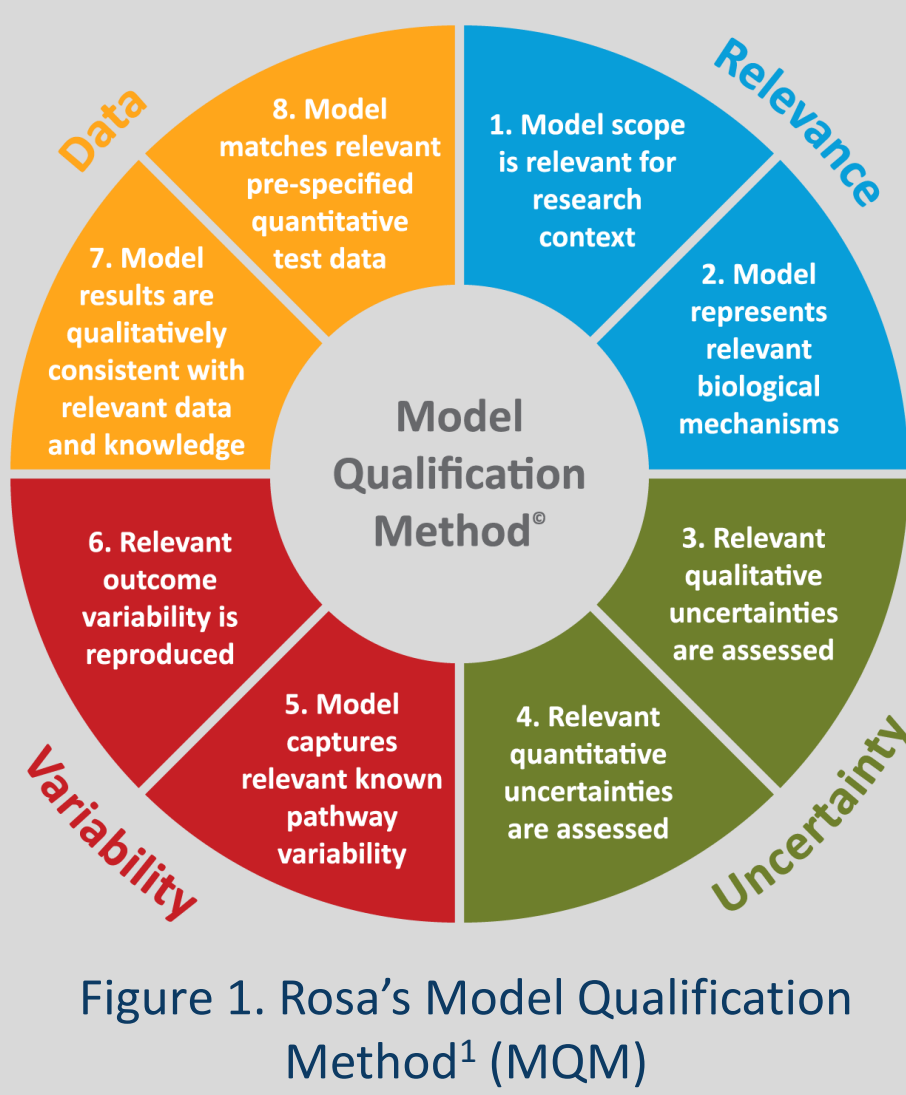 Relevance
1. Model scope
is relevant for
research
context
2. Model
represents
relevant
biological
mechanisms
3. Relevant
qualitative
uncertainties
are assessed
4. Relevant
quantitative
uncertainties
are assessed
Uncertainty
5. Model
captures
relevant known
pathway
variability
6. Relevant
outcome
variability is
reproduced
Variability
7. Model
results are
qualitatively
consistent with
relevant data
and knowledge
8. Model
matches relevant
pre-specified
quantitative
test data
Data
Model
Qualification
Method©
Figure 1. Rosa’s Model Qualification
Method¹ (MQM)